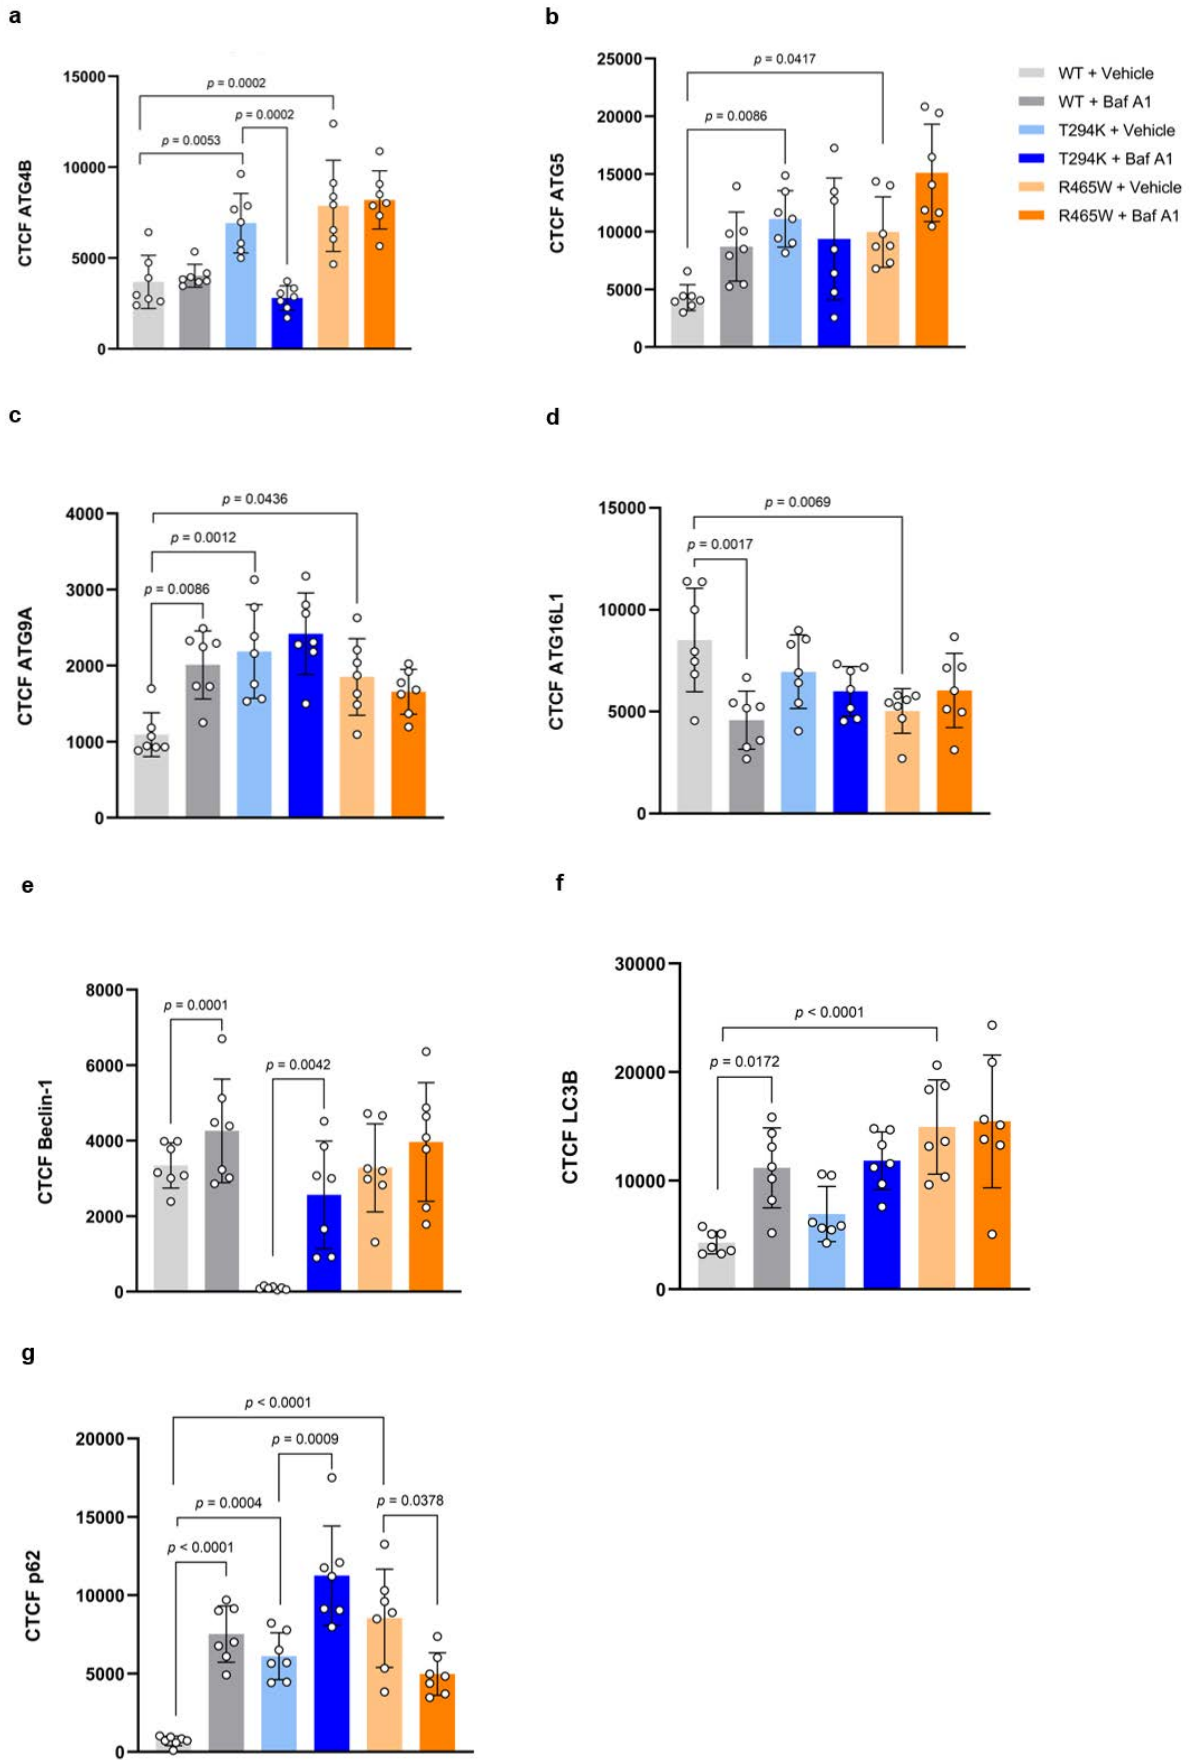 a
b
15000
10000
5000
0
CTCF ATG4B
p = 0.0002
p = 0.0002
p = 0.0053
25000
20000
15000
10000
5000
0
CTCF ATG5
p = 0.0417
p = 0.0086
WT + Vehicle
WT + Baf A1
T294K + Vehicle
T294K + Baf A1
R465W + Vehicle
R465W + Baf A1
c
d
4000
3000
2000
1000
0
CTCF ATG9A
p = 0.0436
p = 0.0012
p = 0.0086
15000
10000
5000
0
CTCF ATG16L1
p = 0.0069
p = 0.0017
e
f
8000
6000
4000
2000
0
CTCF Beclin-1
p = 0.0001
p = 0.0042
30000
20000
10000
0
CTCF LC3B
p < 0.0001
p = 0.0172
g
20000
15000
10000
5000
0
CTCF p62
p < 0.0001
p = 0.0009
p = 0.0004
p = 0.0378
p < 0.0001